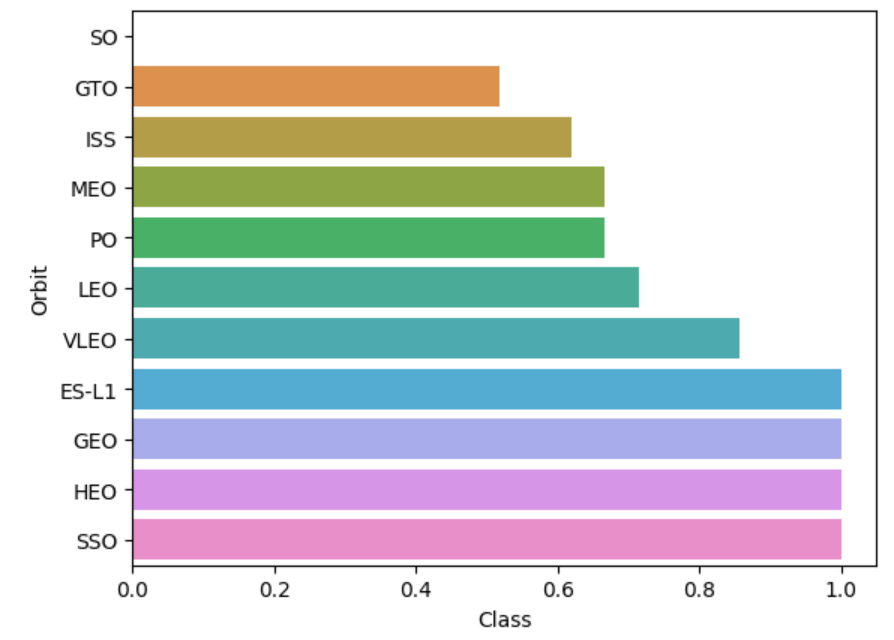 SO
GTO
ISS
MEO
PO
LEO
VLEO
ES-L1
GEO
HEO
SSO
Orbit
0.0 0.2 0.4 0.6 0.8 1.0
Class